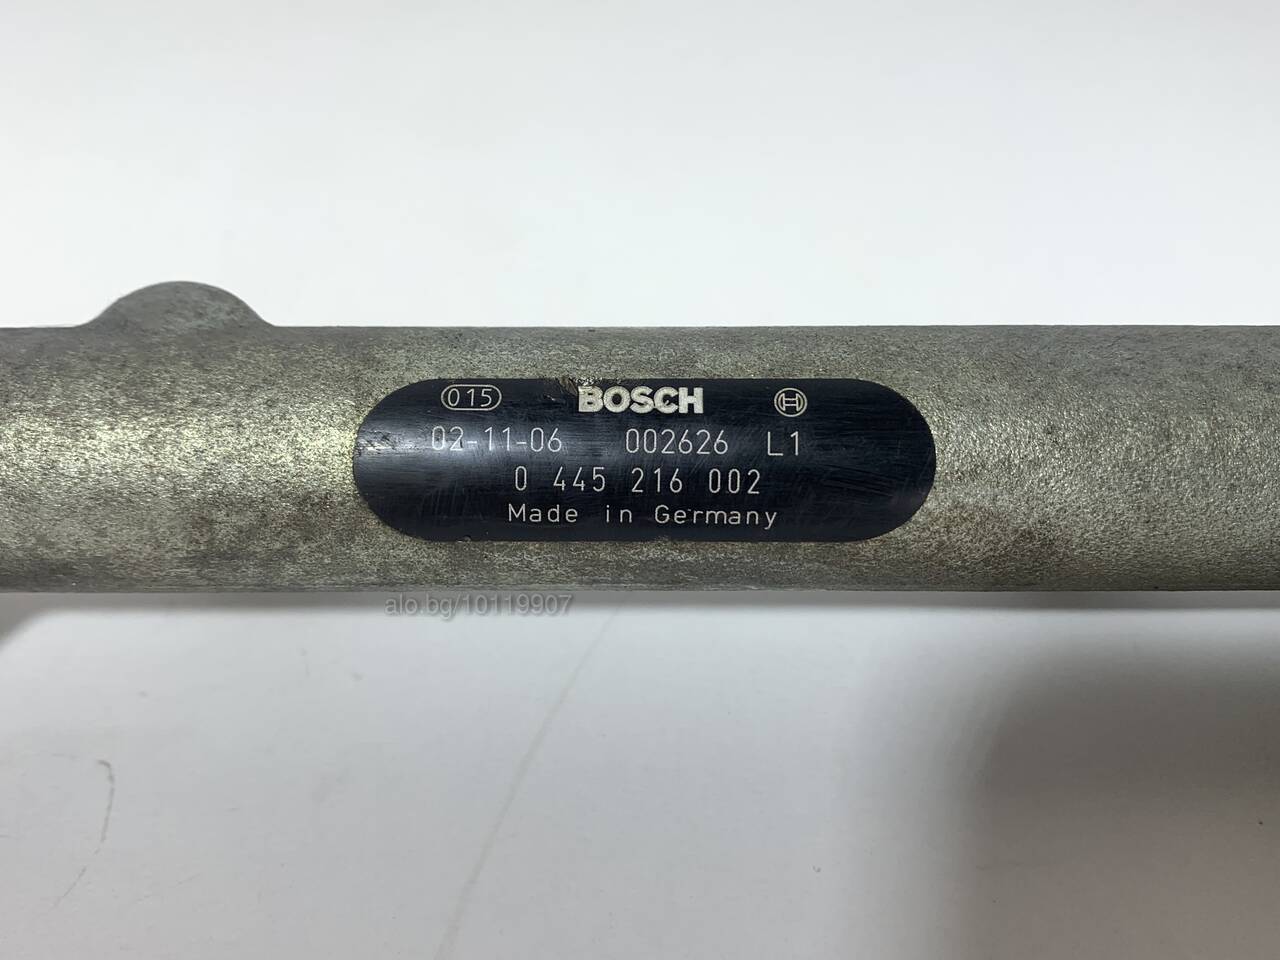 015 BOSCH
02-11-06 002626 L1
0 445 216 002
Made in Germany
alo.bg/10119907